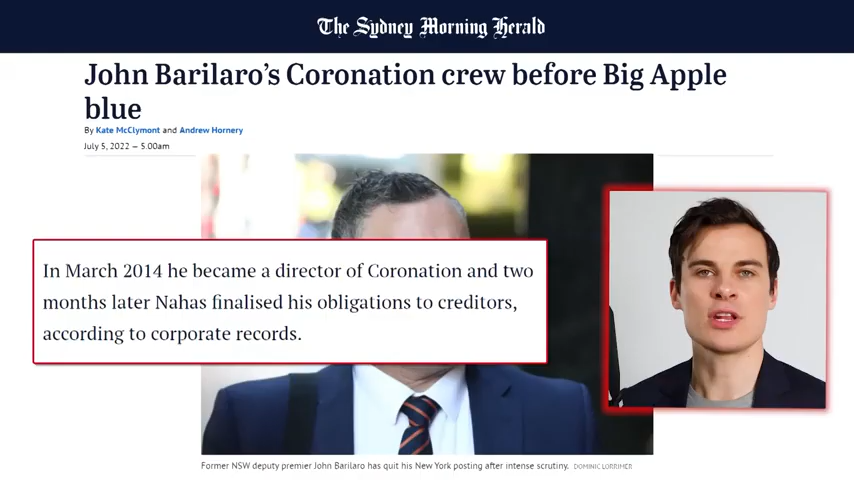 The Sydney Morning Herald
John Barilaro's Coronation crew before Big Apple
blue
By Kate McClymont and Andrew Hornery
July 5, 2022 — 5.00am
In March 2014 he became a director of Coronation and two
months later Nahas finalised his obligations to creditors,
according to corporate records.
Former NSW deputy premier John Barilaro has quit his New York posting after intense scrutiny. DOMINIC LORRIMER